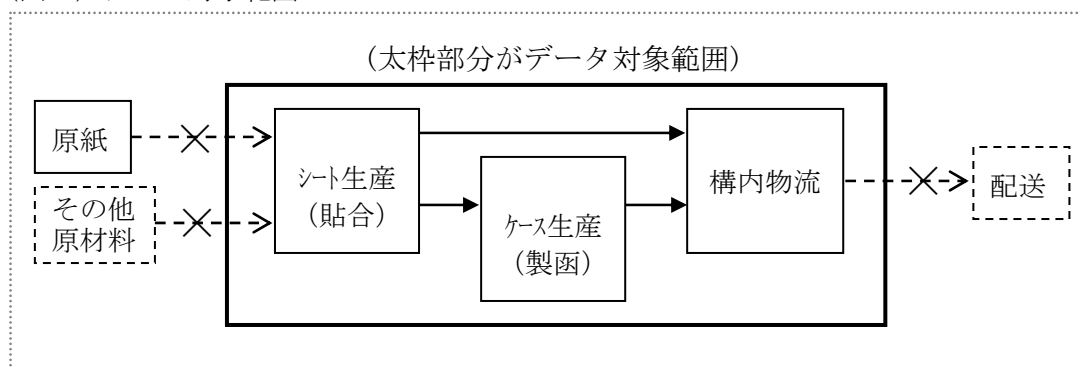 (太枠部分がデータ対象範囲)
原紙
その他
原材料
シート生産
(貼合)
ケース生産
(製函)
構内物流
配送